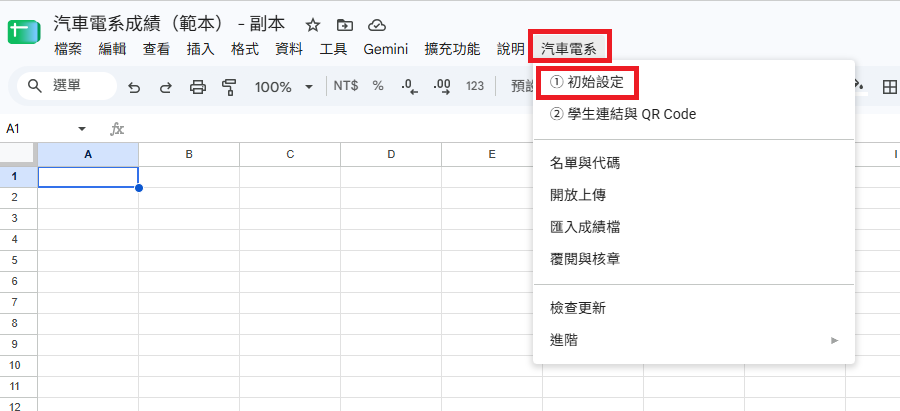 汽車電系成績（範本） - 副本
檔案 編輯 查看 插入 格式 資料 工具 Gemini 擴充功能 說明 汽車電系
選單 100% NT$ % .0 .00 123 預設
① 初始設定
② 學生連結與 QR Code
名單與代碼
開放上傳
匯入成績檔
覆閱與核章
檢查更新
進階
A1 fx
A B C D E I
1
2
3
4
5
6
7
8
9
10
11
12